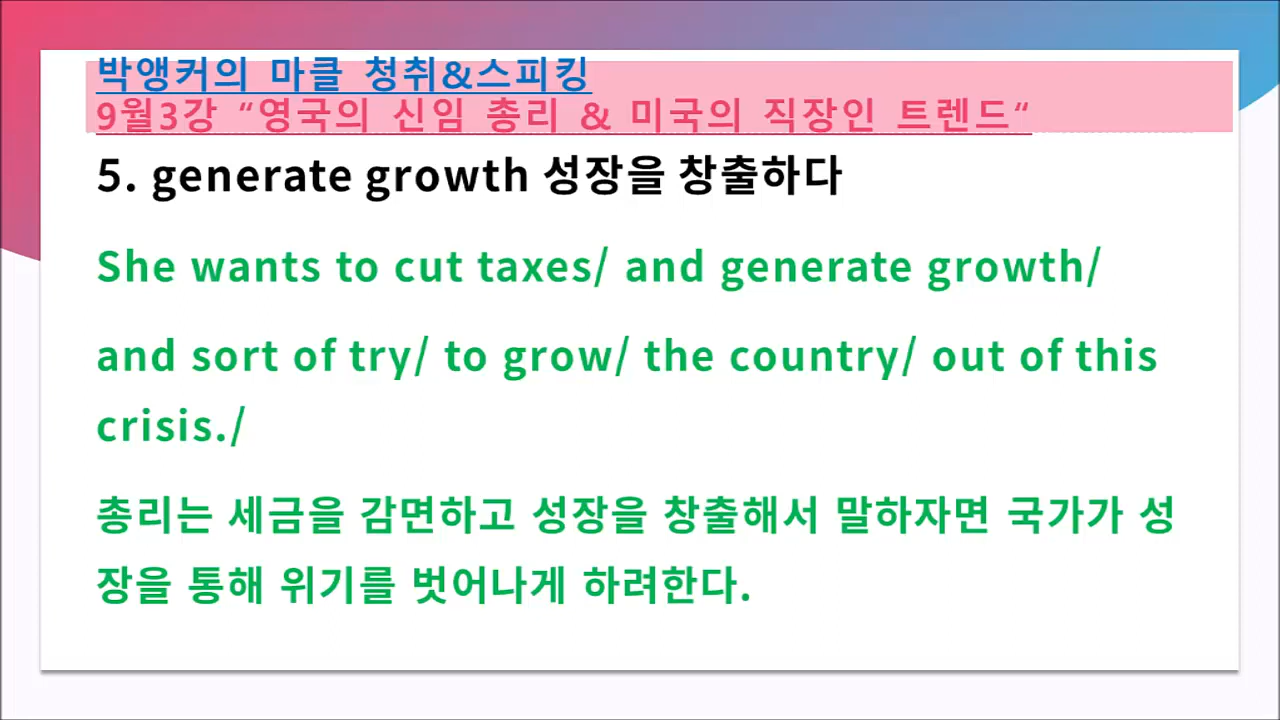 박앵커의 마클 청취&스피킹
9월3강 “영국의 신임 총리 & 미국의 직장인 트렌드“
5. generate growth 성장을 창출하다
She wants to cut taxes/ and generate growth/
and sort of try/ to grow/ the country/ out of this
crisis./
총리는 세금을 감면하고 성장을 창출해서 말하자면 국가가 성
장을 통해 위기를 벗어나게 하려한다.